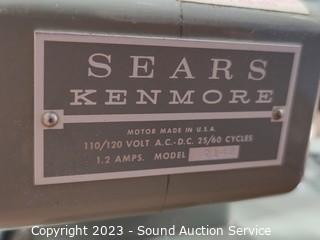 SEARS
KENMORE
MOTOR MADE IN U.S.A.
110/120 VOLT A.C.-D.C. 25/60 CYCLES
1.2 AMPS. MODEL
Copyright 2023 - Sound Auction Service